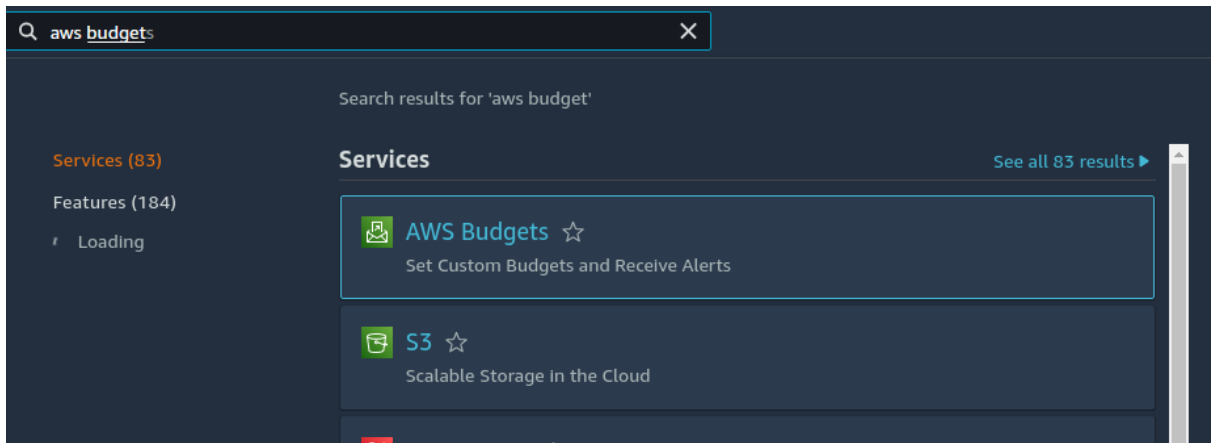 aws budgets
Search results for 'aws budget'
Services (83)
Features (184)
Loading
Services
See all 83 results
AWS Budgets
Set Custom Budgets and Receive Alerts
S3
Scalable Storage in the Cloud